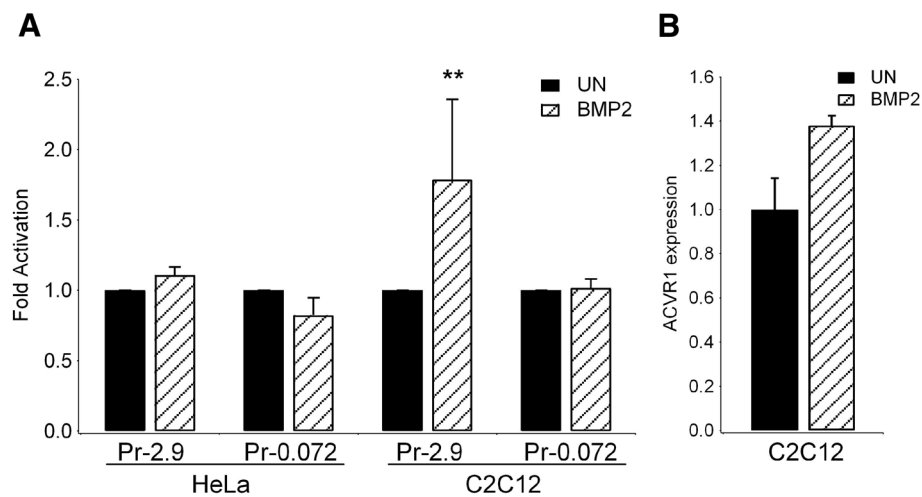 A
Fold Activation
2.5
2.0
1.5
1.0
0.5
0.0
**
UN
BMP2
Pr-2.9 Pr-0.072 Pr-2.9 Pr-0.072
HeLa C2C12
B
ACVR1 expression
1.6
1.4
1.2
1.0
0.8
0.6
0.4
0.2
0.0
UN
BMP2
C2C12